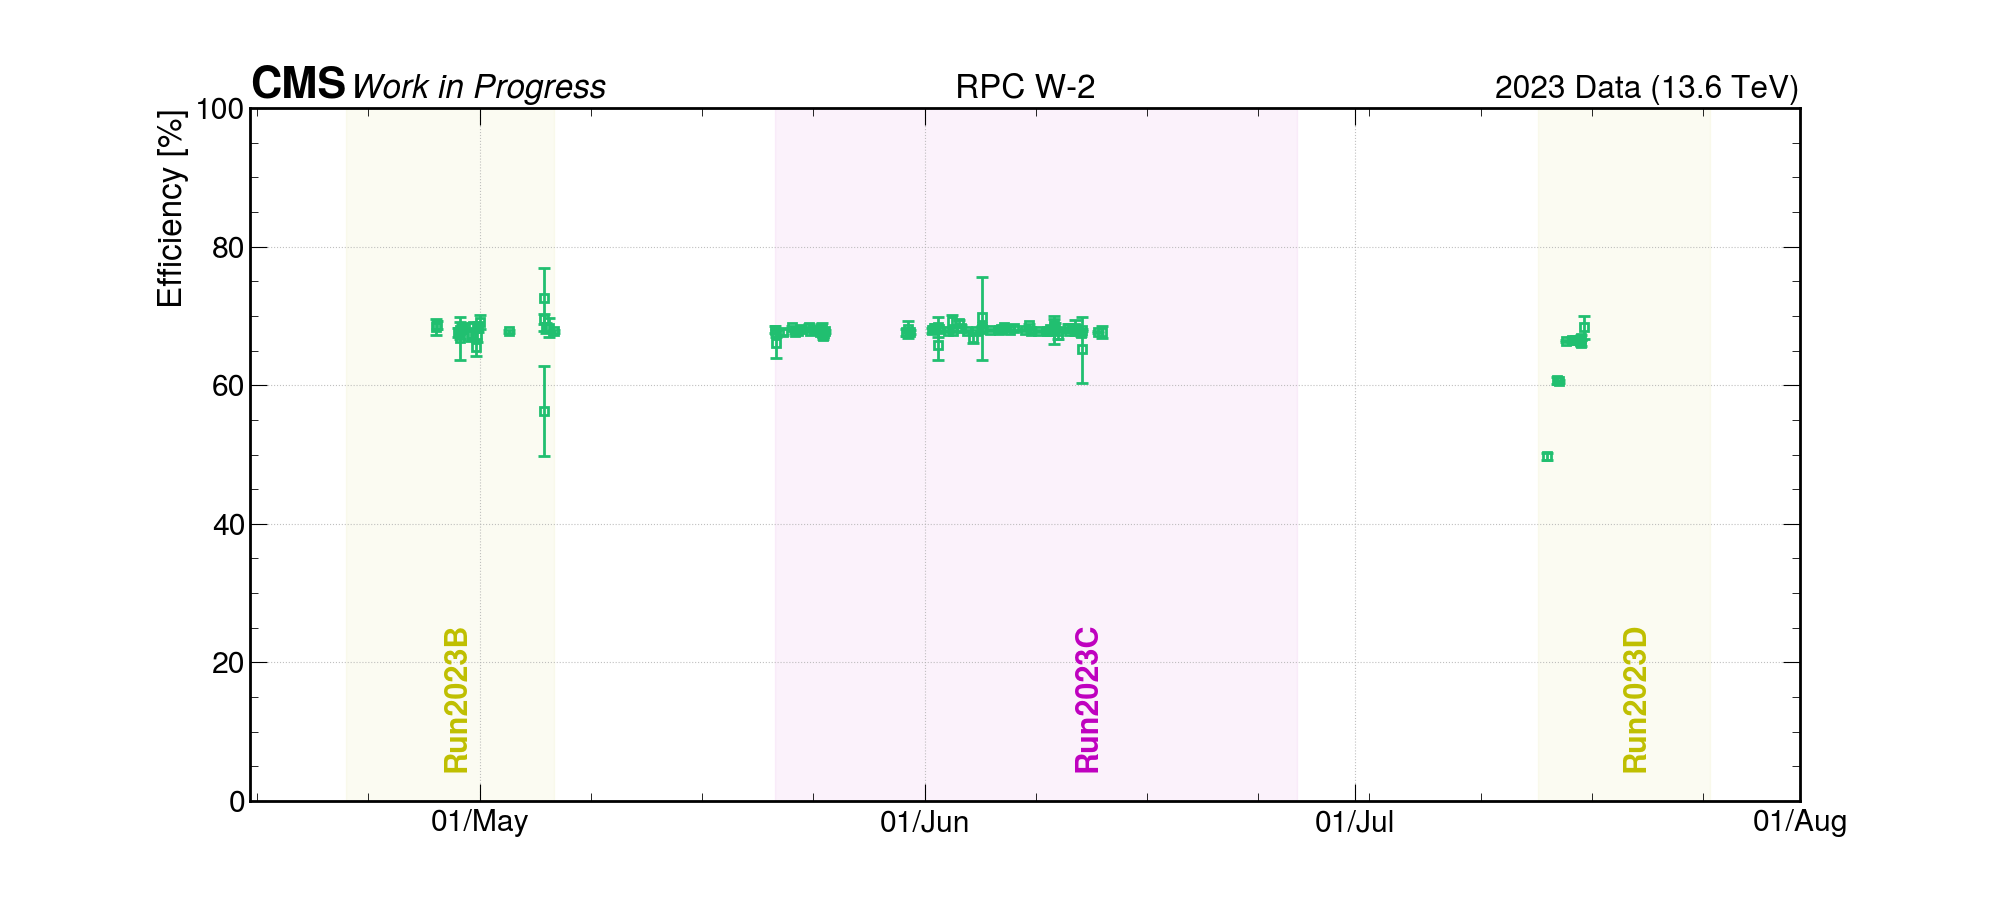 CMS Work in Progress
RPC W-2
2023 Data (13.6 TeV)
Efficiency [%]
100
80
60
40
20
0
Run2023B
Run2023C
Run2023D
01/May
01/Jun
01/Jul
01/Aug